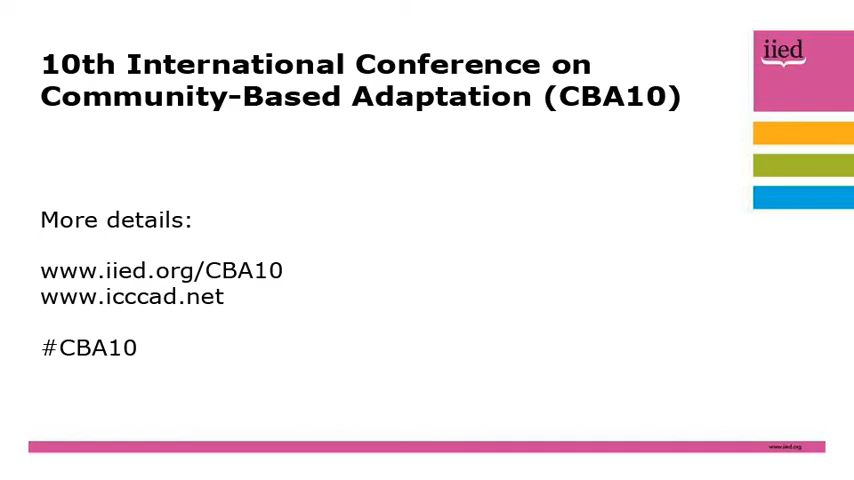 10th International Conference on
Community-Based Adaptation (CBA10)
iied
More details:
www.iied.org/CBA10
www.icccad.net
#CBA10
www.iied.org